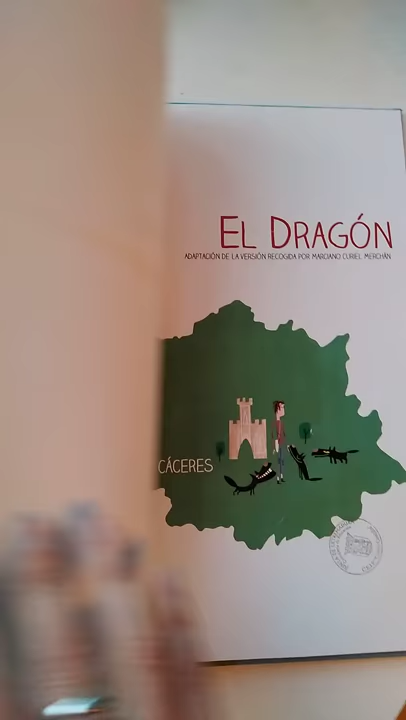 EL DRAGÓN
ADAPTACIÓN DE LA VERSIÓN RECOGIDA POR MARCIANO CURIEL MERCHÁN
CÁCERES